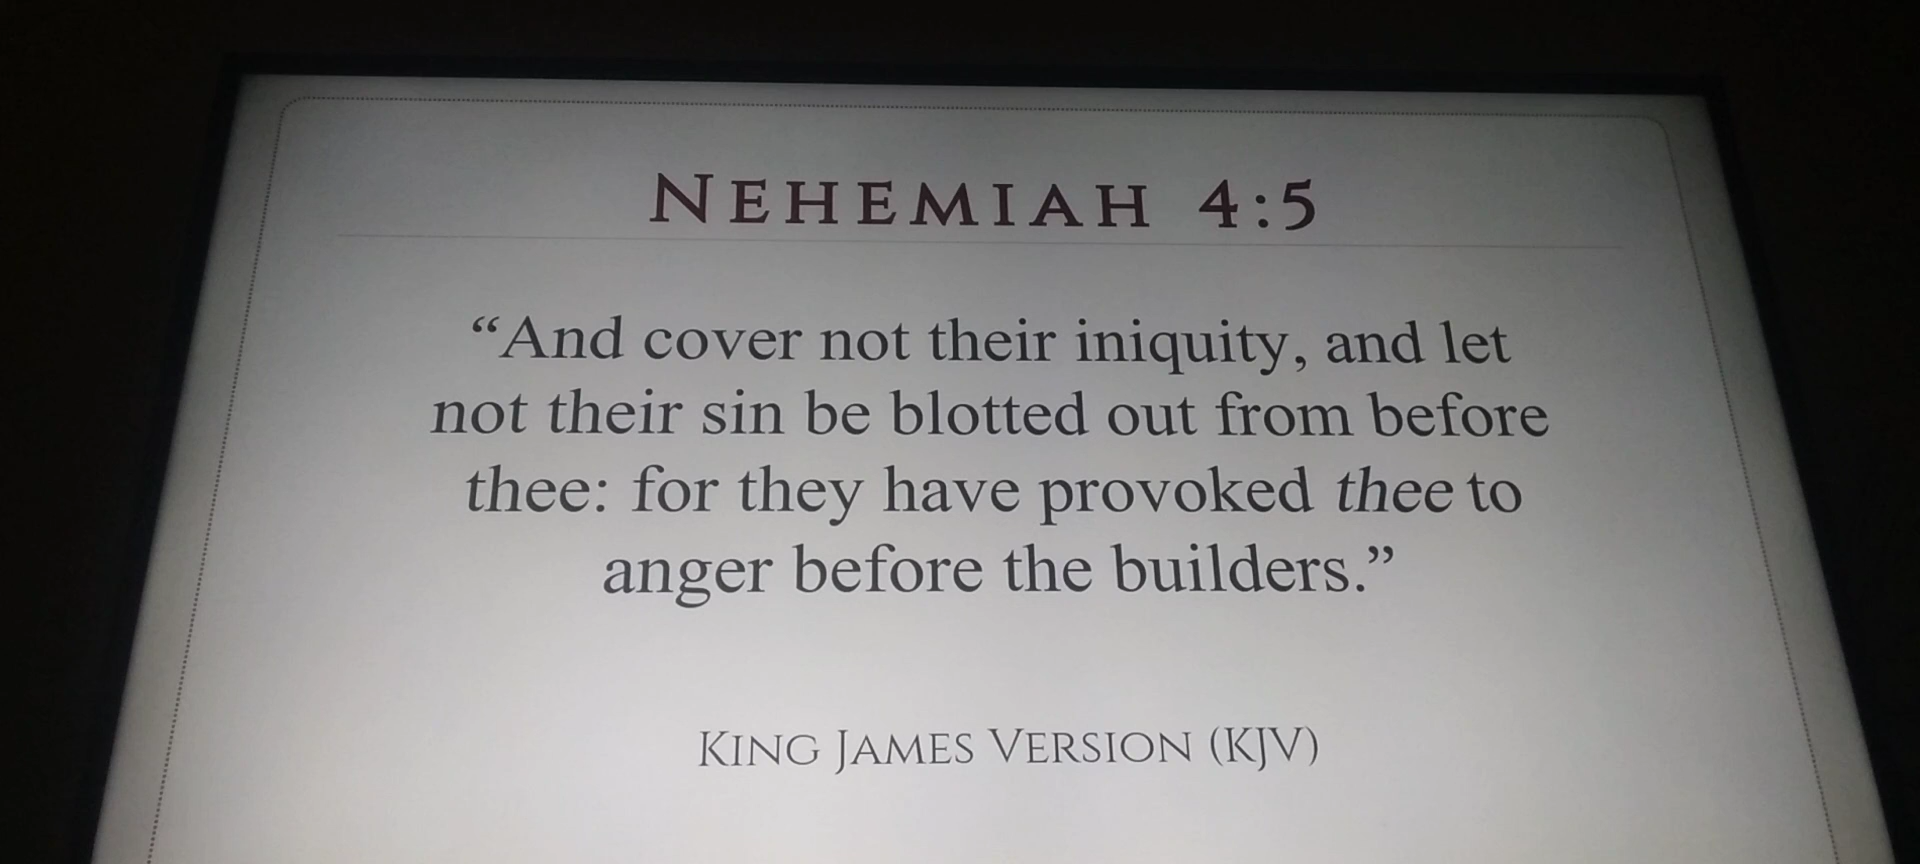 NEHEMIAH 4:5
“And cover not their iniquity, and let
not their sin be blotted out from before
thee: for they have provoked thee to
anger before the builders.”
KING JAMES VERSION (KJV)